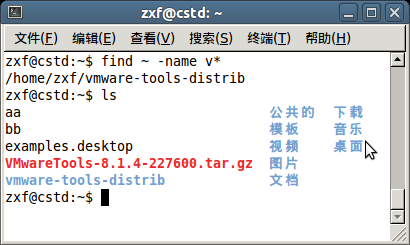 zxf@cstd: ~
文件(F) 编辑(E) 查看(V) 搜索(S) 终端(T) 帮助(H)
zxf@cstd:~$ find ~ -name v*
/home/zxf/vmware-tools-distrib
zxf@cstd:~$ ls
aa 公共的 下载
bb 模板 音乐
examples.desktop 视频 桌面
VMwareTools-8.1.4-227600.tar.gz 图片
vmware-tools-distrib 文档
zxf@cstd:~$